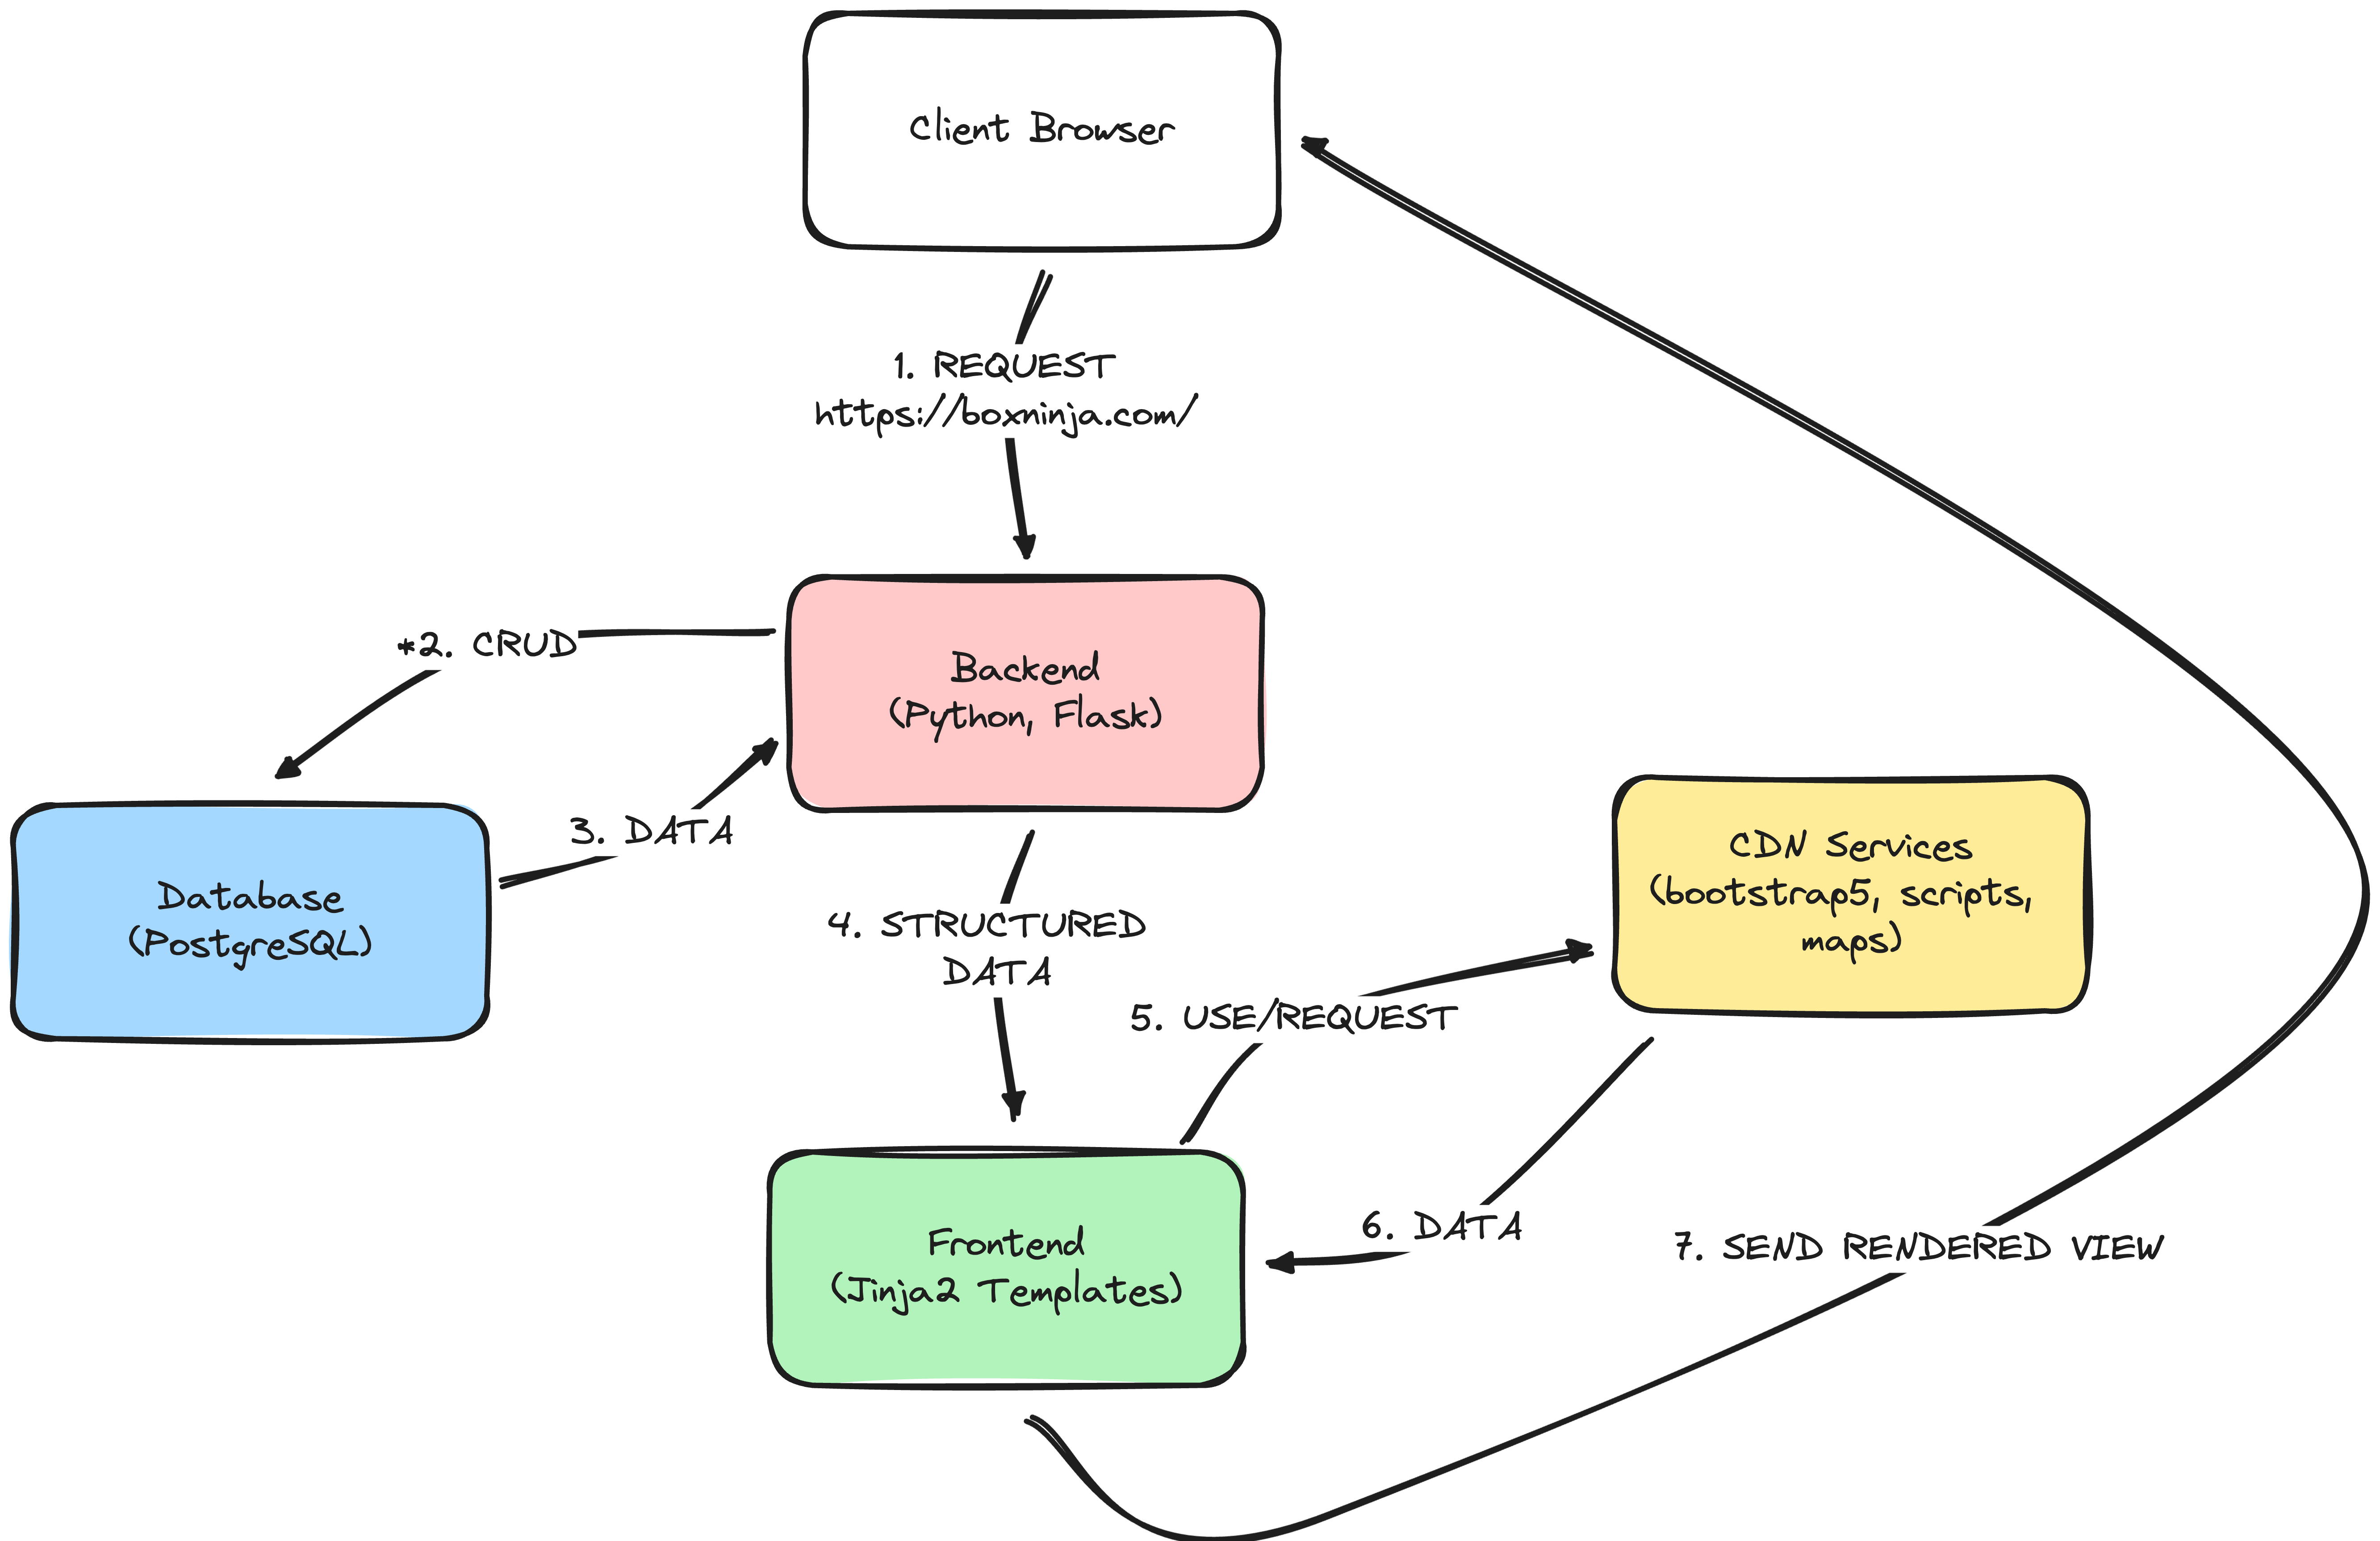 Client Browser
1. REQUEST
https://boxninja.com/
*2. CRUD
Backend
(Python, Flask)
3. DATA
Database
(PostgreSQL)
CDN Services
(bootstrap5, scripts,
maps)
4. STRUCTURED
DATA
5. USE/REQUEST
6. DATA
7. SEND RENDERED VIEW
Frontend
(Jinja2 Templates)